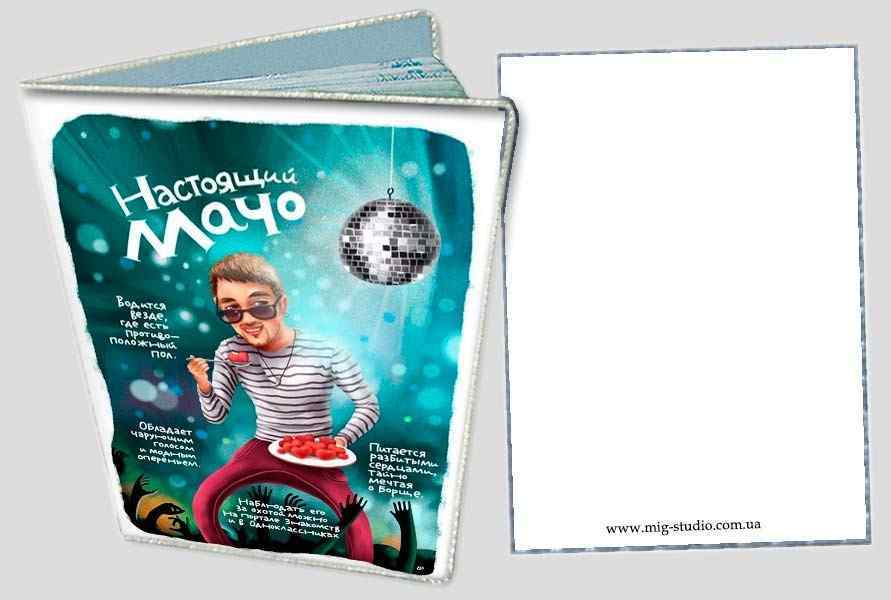 Настоящий
Мачо
Водится
везде,
где есть
противо-
положный
пол.
Обладает
чарующим
голосом
и модным
опереньем.
Питается
разбитыми
сердцами,
тайно
мечтая
о борще.
Наблюдать его
за охотой можно
на портале знакомств
и в одноклассниках
www.mig-studio.com.ua